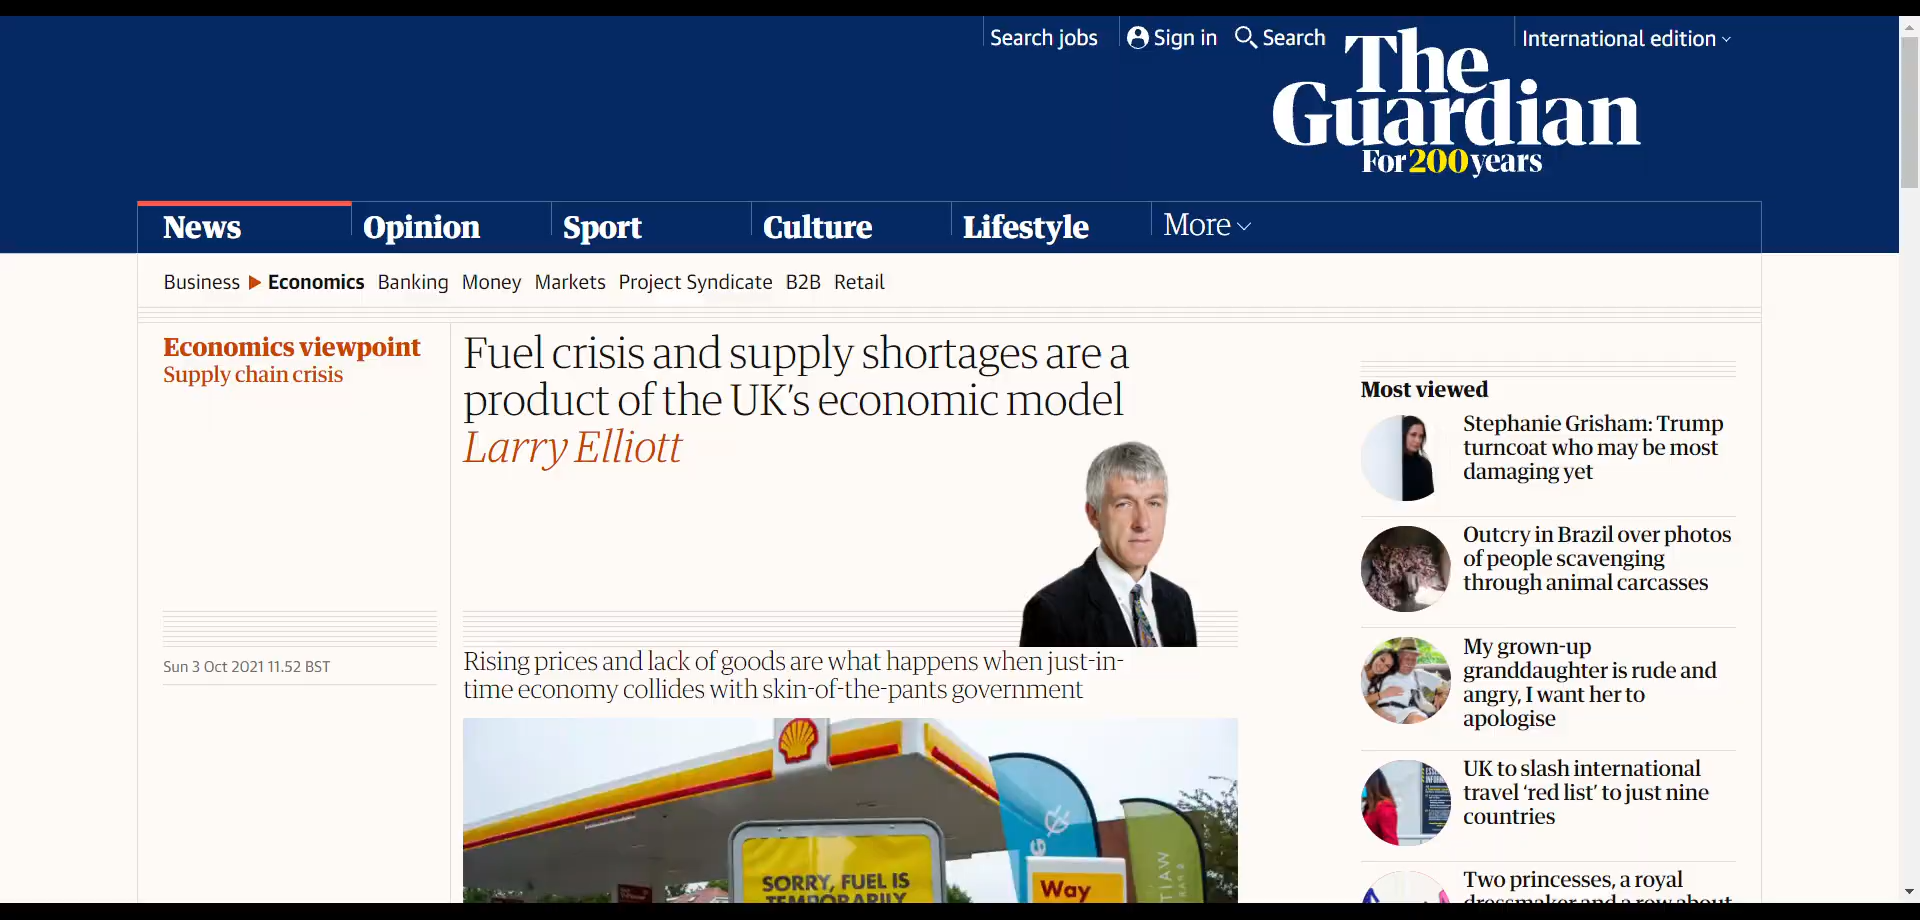 Search jobs
Sign in
Search
International edition
The
Guardian
For 200 years
News
Opinion
Sport
Culture
Lifestyle
More
Business
Economics
Banking
Money
Markets
Project Syndicate
B2B
Retail
Economics viewpoint
Supply chain crisis
Sun 3 Oct 2021 11.52 BST
Fuel crisis and supply shortages are a
product of the UK’s economic model
Larry Elliott
Rising prices and lack of goods are what happens when just-in-
time economy collides with skin-of-the-pants government
SORRY, FUEL IS
TEMPORARILY
Way
Most viewed
Stephanie Grisham: Trump
turncoat who may be most
damaging yet
Outcry in Brazil over photos
of people scavenging
through animal carcasses
My grown-up
granddaughter is rude and
angry, I want her to
apologise
UK to slash international
travel ‘red list’ to just nine
countries
Two princesses, a royal
dressmaker and a row about